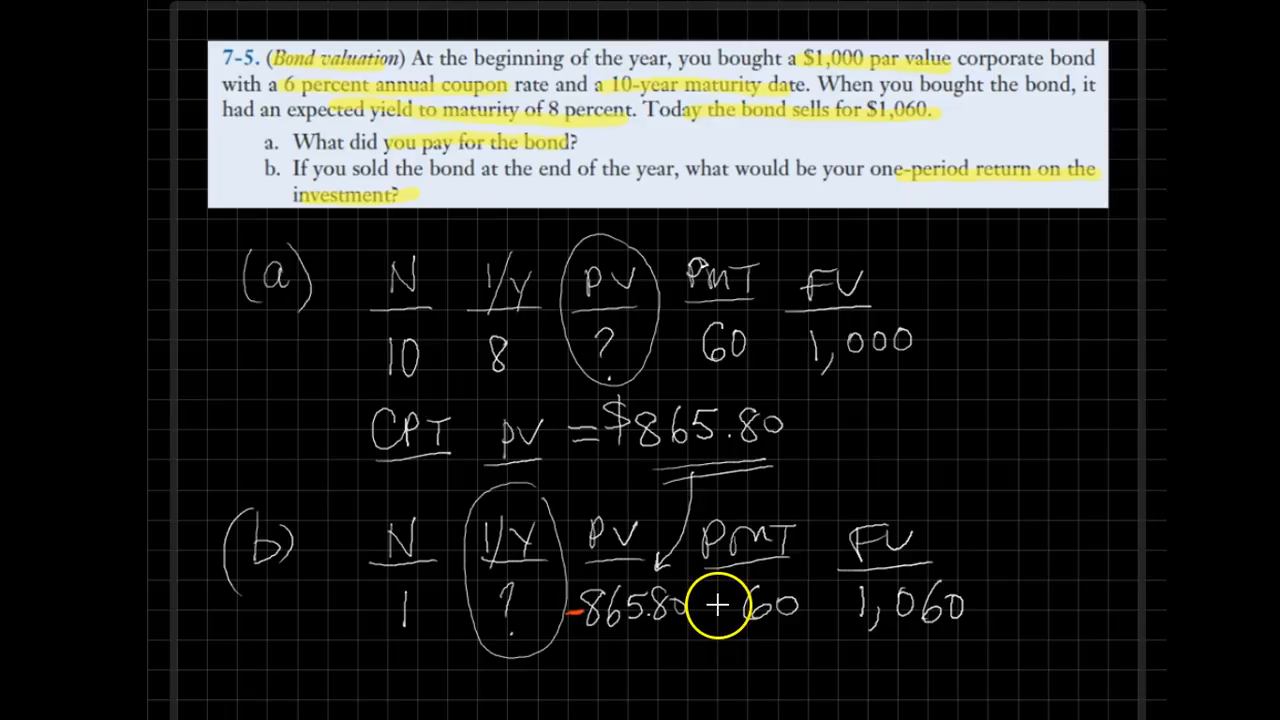 7-5. (Bond valuation) At the beginning of the year, you bought a $1,000 par value corporate bond
with a 6 percent annual coupon rate and a 10-year maturity date. When you bought the bond, it
had an expected yield to maturity of 8 percent. Today the bond sells for $1,060.
a. What did you pay for the bond?
b. If you sold the bond at the end of the year, what would be your one-period return on the
investment?
(a) N I/Y PV PMT FV
10 8 ? 60 1,000
CPT PV = $865.80
(b) N I/Y PV PMT FV
1 ? -865.80 60 1,060